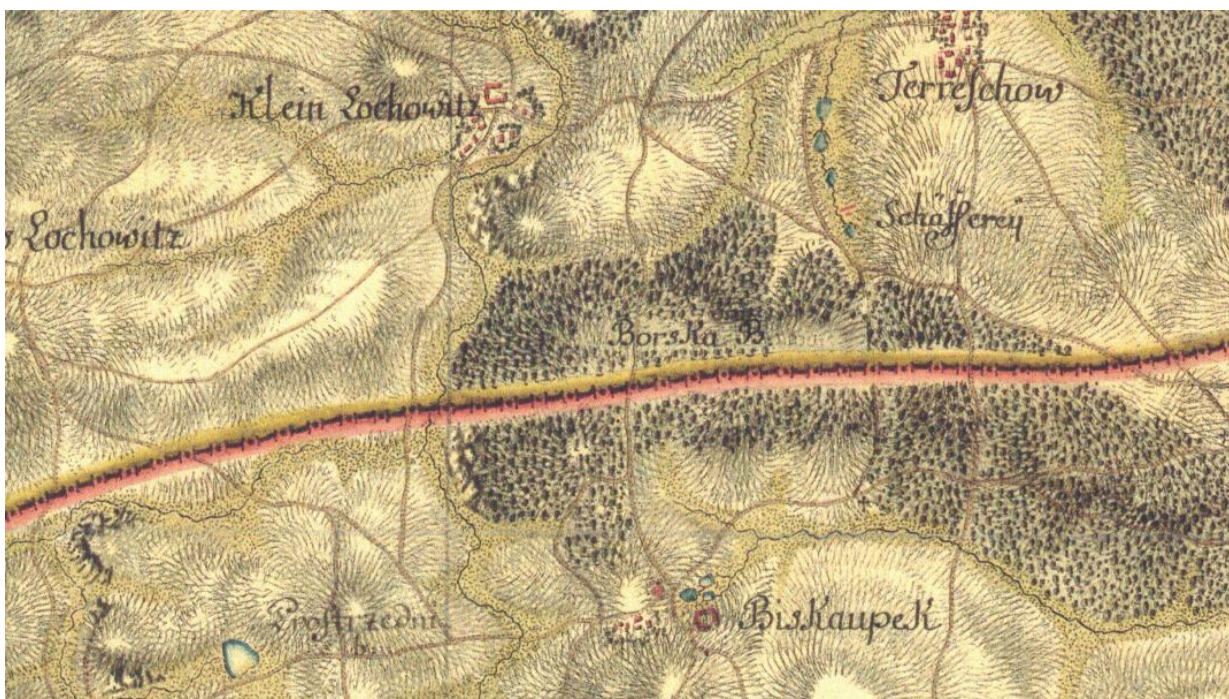 Terreschow
Klein Lochowitz
Schäfferey
Lochowitz
Borska B
BisKaupeK